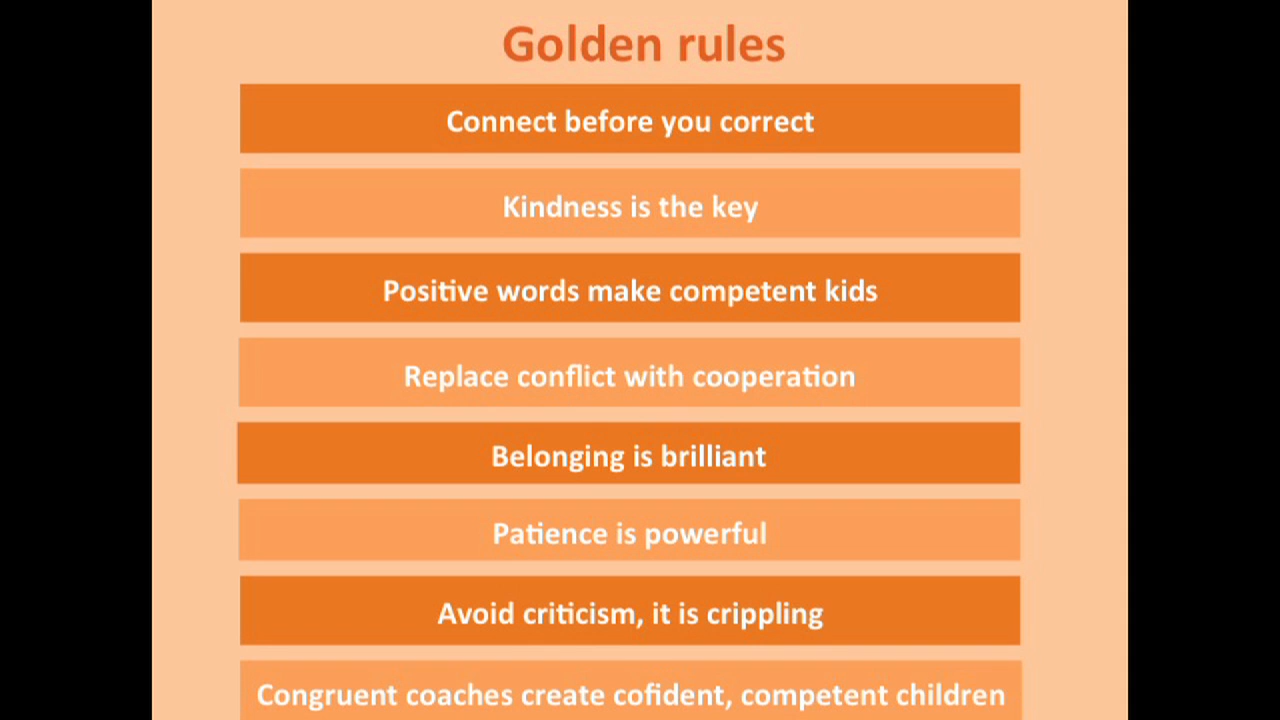 Golden rules
Connect before you correct
Kindness is the key
Positive words make competent kids
Replace conflict with cooperation
Belonging is brilliant
Patience is powerful
Avoid criticism, it is crippling
Congruent coaches create cofident, competent children